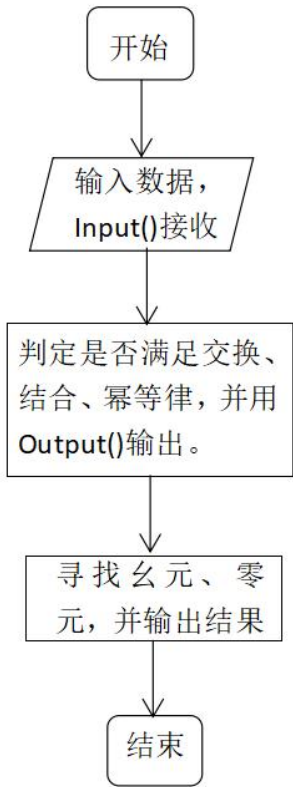 开始
输入数据，
Input()接收
判定是否满足交换、
结合、幂等律，并用
Output()输出。
寻找幺元、零
元，并输出结果
结束